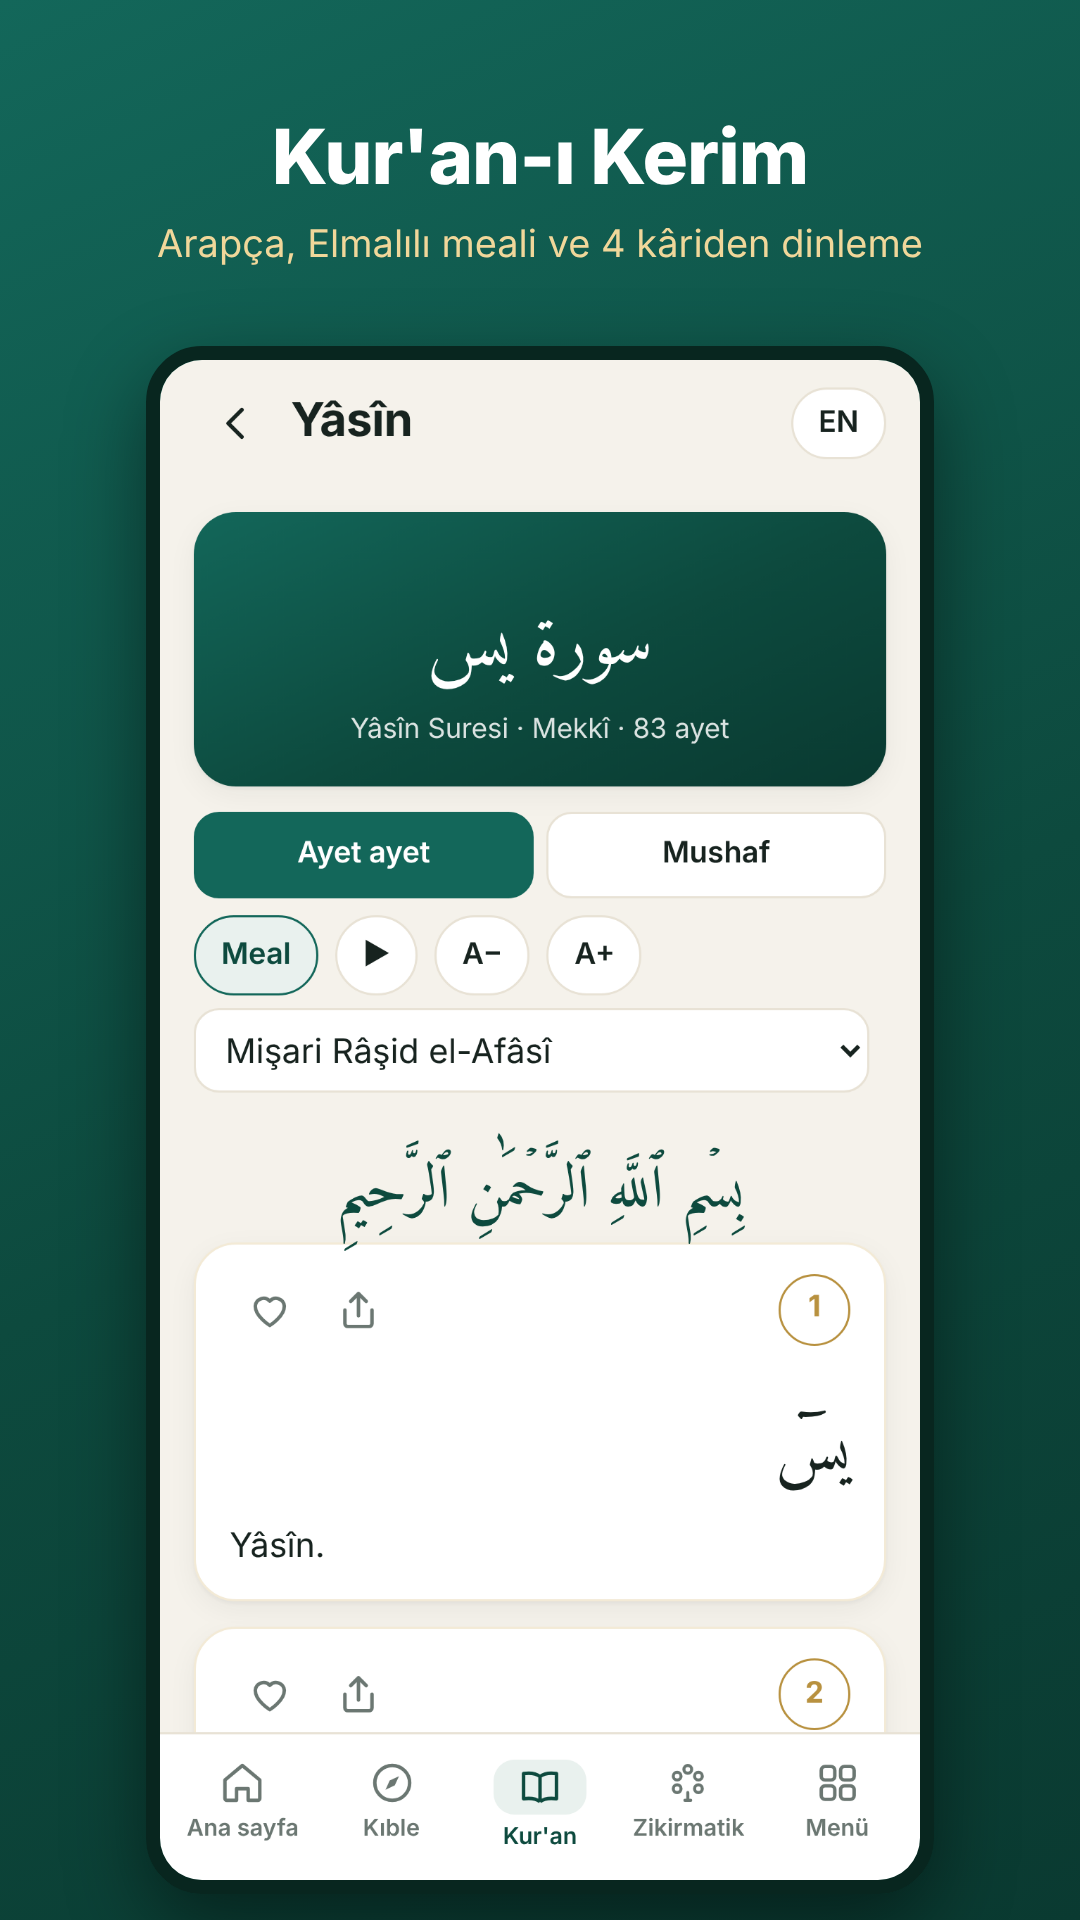 Kur'an-ı Kerim
Arapça, Elmalılı meali ve 4 kâriden dinleme
Yâsîn
EN
سورة يس
Yâsîn Suresi · Mekkî · 83 ayet
Ayet ayet
Mushaf
Meal
A−
A+
Mişari Râşid el-Afâsî
بِسۡمِ ٱللَّهِ ٱلرَّحۡمَٰنِ ٱلرَّحِيمِ
1
يسٓ
Yâsîn.
2
Ana sayfa
Kıble
Kur'an
Zikirmatik
Menü